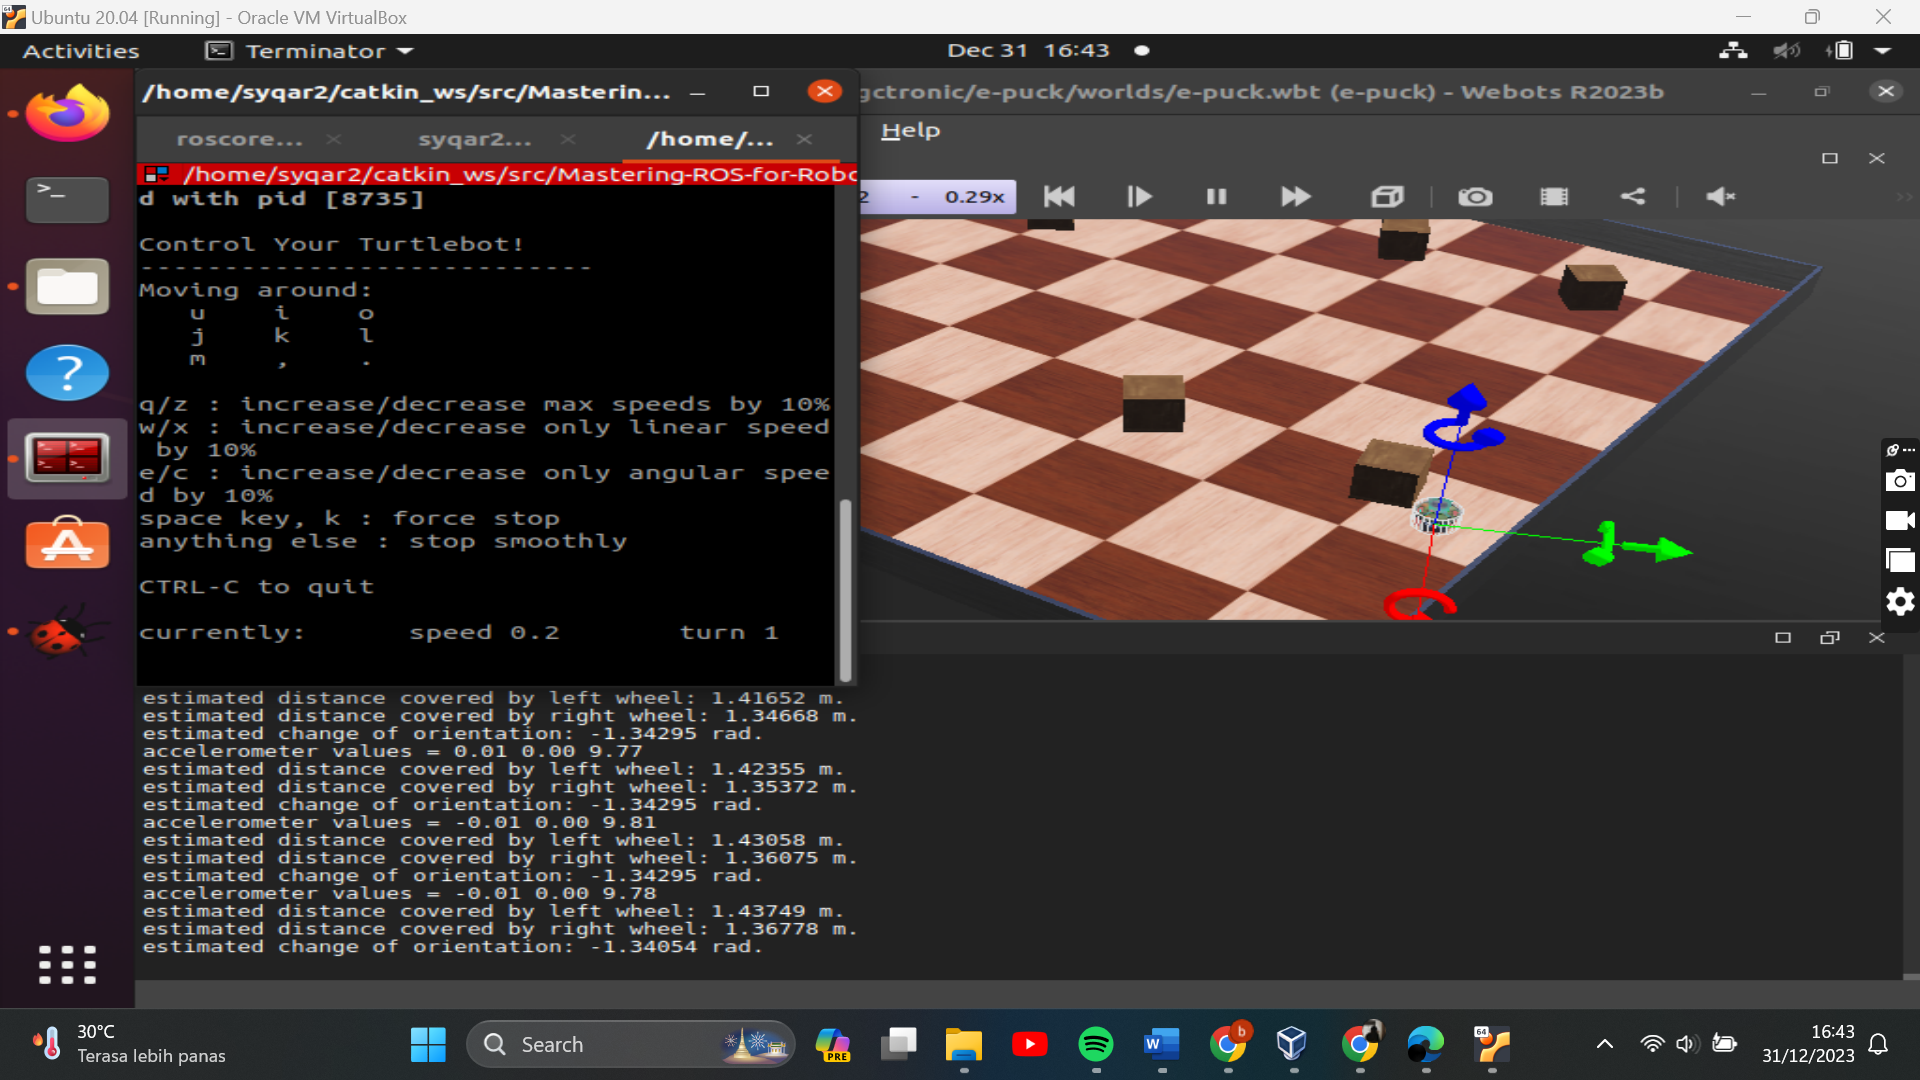 Ubuntu 20.04 [Running] - Oracle VM VirtualBox
Activities
Terminator
Dec 31 16:43
/home/syqar2/catkin_ws/src/Masterin...
gctronic/e-puck/worlds/e-puck.wbt (e-puck) - Webots R2023b
roscore...
syqar2...
/home/...
Help
/home/syqar2/catkin_ws/src/Mastering-ROS-for-Robo
2 - 0.29x
d with pid [8735]
Control Your Turtlebot!
---------------------------
Moving around:
u i o
j k l
m , .
q/z : increase/decrease max speeds by 10%
w/x : increase/decrease only linear speed
by 10%
e/c : increase/decrease only angular spee
d by 10%
space key, k : force stop
anything else : stop smoothly
CTRL-C to quit
currently: speed 0.2 turn 1
estimated distance covered by left wheel: 1.41652 m.
estimated distance covered by right wheel: 1.34668 m.
estimated change of orientation: -1.34295 rad.
accelerometer values = 0.01 0.00 9.77
estimated distance covered by left wheel: 1.42355 m.
estimated distance covered by right wheel: 1.35372 m.
estimated change of orientation: -1.34295 rad.
accelerometer values = -0.01 0.00 9.81
estimated distance covered by left wheel: 1.43058 m.
estimated distance covered by right wheel: 1.36075 m.
estimated change of orientation: -1.34295 rad.
accelerometer values = -0.01 0.00 9.78
estimated distance covered by left wheel: 1.43749 m.
estimated distance covered by right wheel: 1.36778 m.
estimated change of orientation: -1.34054 rad.
30°C
Terasa lebih panas
Search
PRE
W
b
64
16:43
31/12/2023